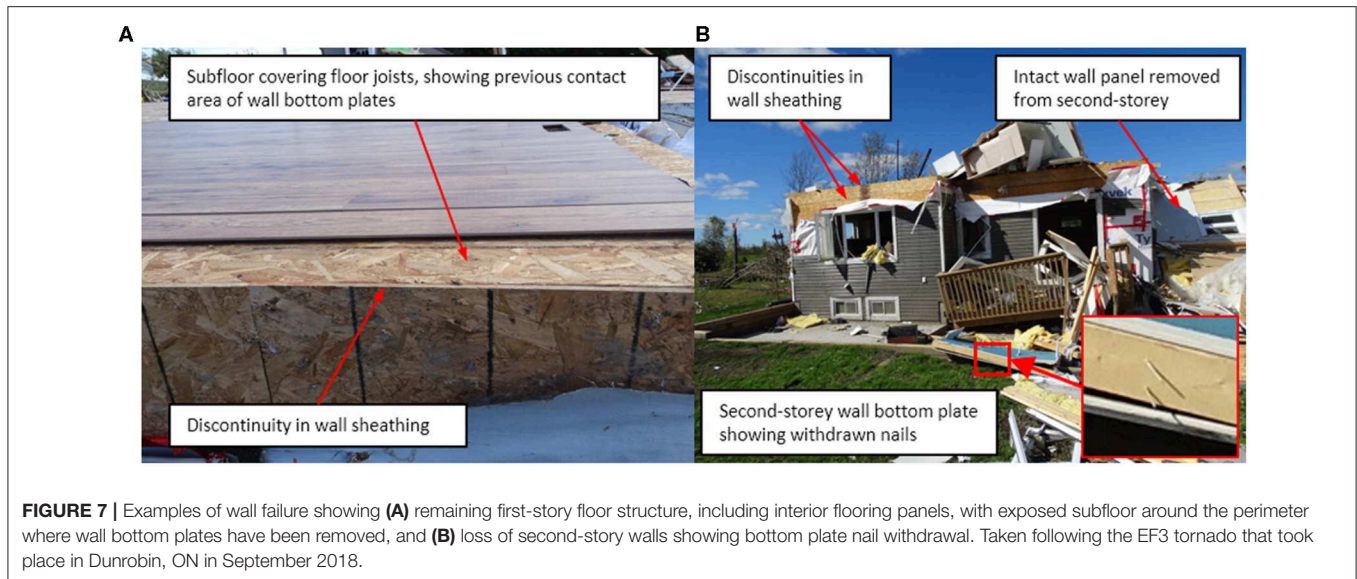 A
B
Subfloor covering floor joists, showing previous contact
area of wall bottom plates
Discontinuity in wall sheathing
Discontinuities in
wall sheathing
Intact wall panel removed
from second-storey
Second-storey wall bottom plate
showing withdrawn nails
FIGURE 7 | Examples of wall failure showing (A) remaining first-story floor structure, including interior flooring panels, with exposed subfloor around the perimeter
where wall bottom plates have been removed, and (B) loss of second-story walls showing bottom plate nail withdrawal. Taken following the EF3 tornado that took
place in Dunrobin, ON in September 2018.